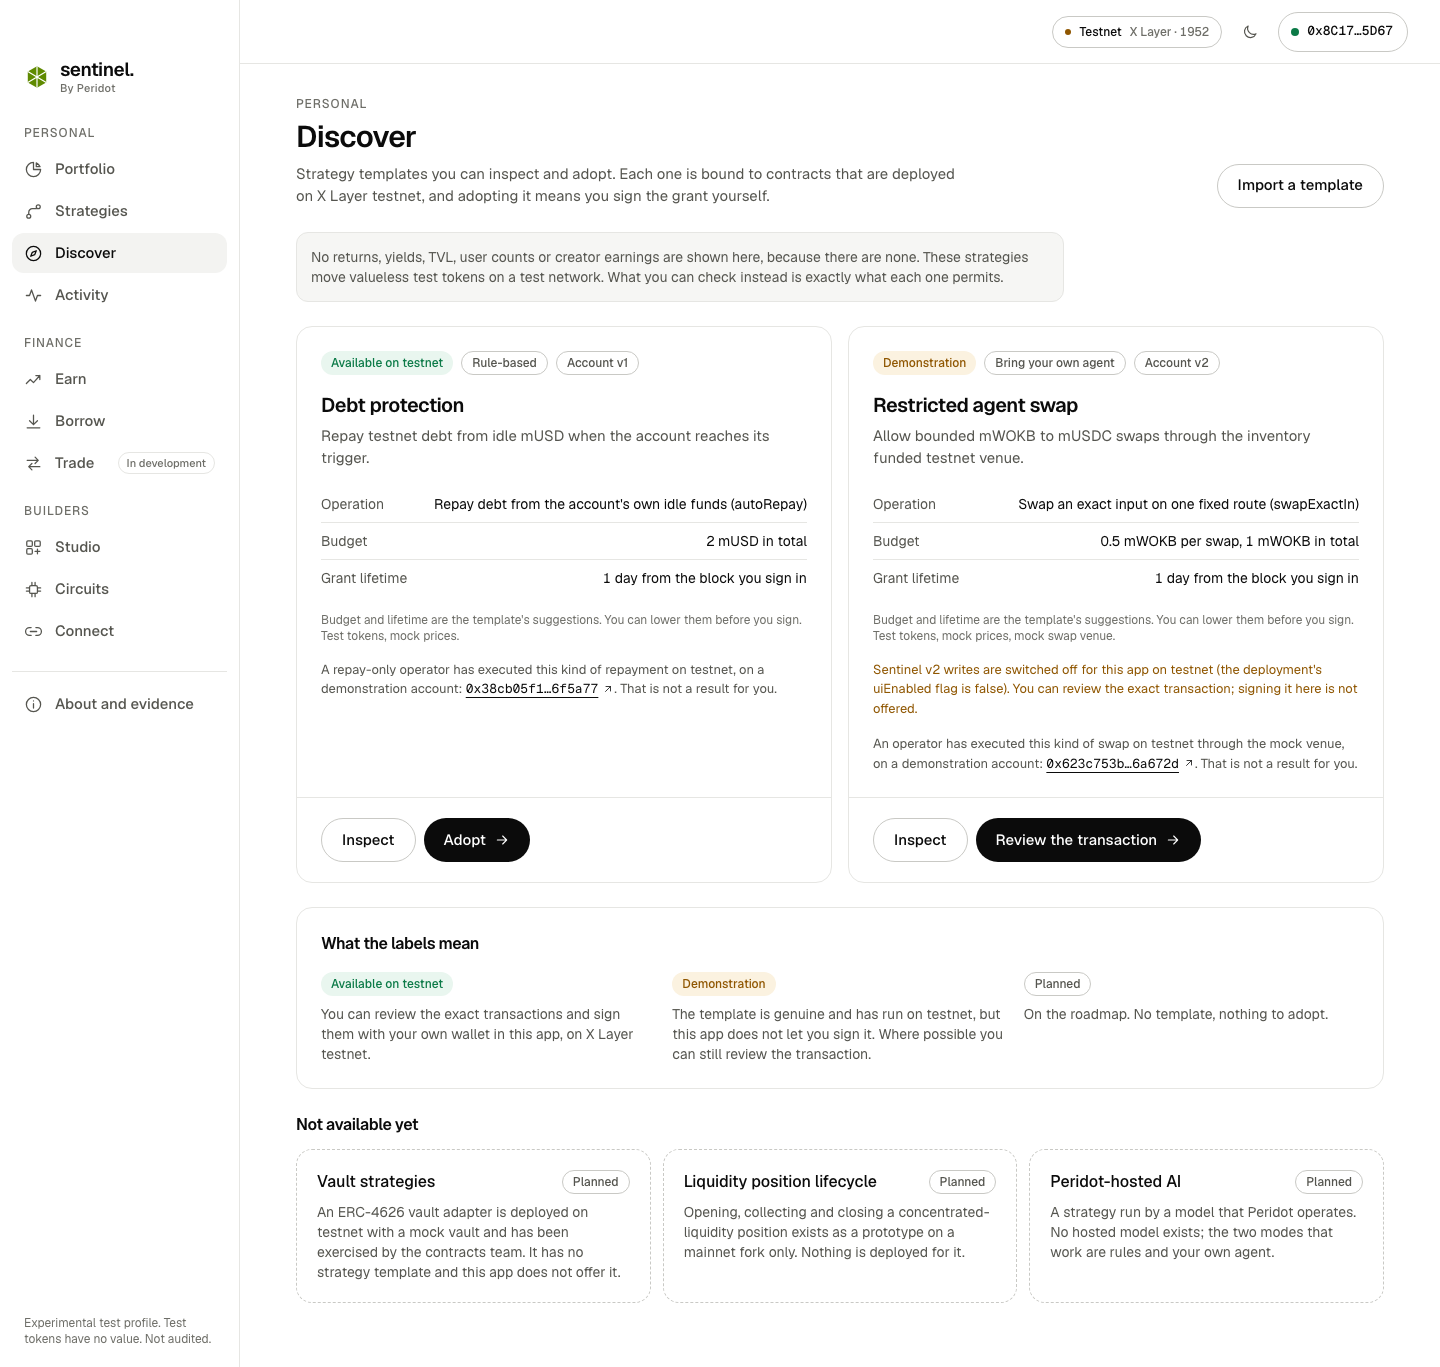 sentinel.
By Peridot
PERSONAL
Portfolio
Strategies
Discover
Activity
FINANCE
Earn
Borrow
Trade In development
BUILDERS
Studio
Circuits
Connect
About and evidence
Experimental test profile. Test
tokens have no value. Not audited.
Testnet X Layer · 1952
0x8C17…5D67
PERSONAL
Discover
Strategy templates you can inspect and adopt. Each one is bound to contracts that are deployed
on X Layer testnet, and adopting it means you sign the grant yourself.
Import a template
No returns, yields, TVL, user counts or creator earnings are shown here, because there are none. These strategies
move valueless test tokens on a test network. What you can check instead is exactly what each one permits.
Available on testnet Rule-based Account v1
Debt protection
Repay testnet debt from idle mUSD when the account reaches its
trigger.
Operation Repay debt from the account's own idle funds (autoRepay)
Budget 2 mUSD in total
Grant lifetime 1 day from the block you sign in
Budget and lifetime are the template's suggestions. You can lower them before you sign.
Test tokens, mock prices.
A repay-only operator has executed this kind of repayment on testnet, on a
demonstration account: 0x38cb05f1…6f5a77 ↗. That is not a result for you.
Inspect Adopt →
Demonstration Bring your own agent Account v2
Restricted agent swap
Allow bounded mWOKB to mUSDC swaps through the inventory
funded testnet venue.
Operation Swap an exact input on one fixed route (swapExactIn)
Budget 0.5 mWOKB per swap, 1 mWOKB in total
Grant lifetime 1 day from the block you sign in
Budget and lifetime are the template's suggestions. You can lower them before you sign.
Test tokens, mock prices, mock swap venue.
Sentinel v2 writes are switched off for this app on testnet (the deployment's
uiEnabled flag is false). You can review the exact transaction; signing it here is not
offered.
An operator has executed this kind of swap on testnet through the mock venue,
on a demonstration account: 0x623c753b…6a672d ↗. That is not a result for you.
Inspect Review the transaction →
What the labels mean
Available on testnet
You can review the exact transactions and sign
them with your own wallet in this app, on X Layer
testnet.
Demonstration
The template is genuine and has run on testnet, but
this app does not let you sign it. Where possible you
can still review the transaction.
Planned
On the roadmap. No template, nothing to adopt.
Not available yet
Vault strategies Planned
An ERC-4626 vault adapter is deployed on
testnet with a mock vault and has been
exercised by the contracts team. It has no
strategy template and this app does not offer it.
Liquidity position lifecycle Planned
Opening, collecting and closing a concentrated-
liquidity position exists as a prototype on a
mainnet fork only. Nothing is deployed for it.
Peridot-hosted AI Planned
A strategy run by a model that Peridot operates.
No hosted model exists; the two modes that
work are rules and your own agent.